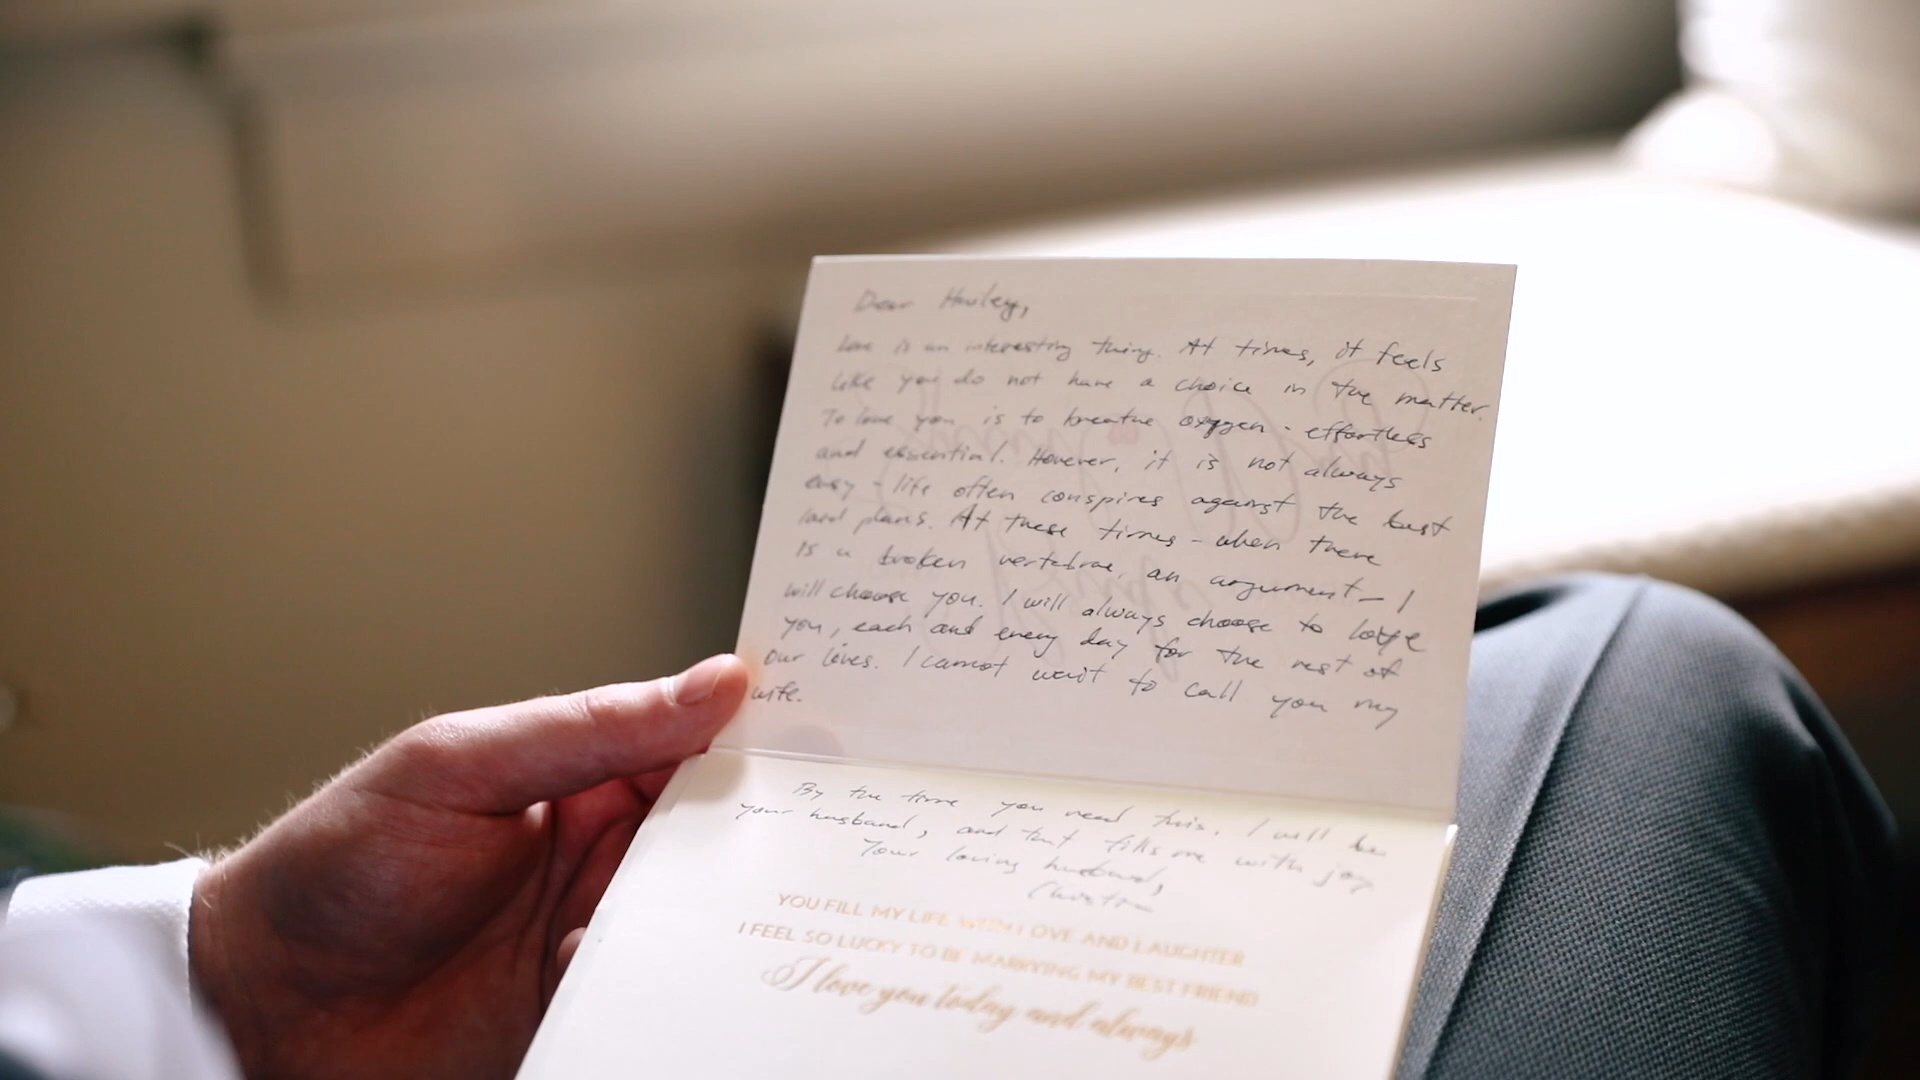 Dear Hailey,
Love is an interesting thing. At times, it feels
like you do not have a choice in the matter.
To love you is to breathe oxygen - effortless
and essential. However, it is not always
easy - life often conspires against the best
laid plans. At these times - when there
is a broken vertebrae, an argument - I
will choose you. I will always choose to love
you, each and every day for the rest of
our lives. I cannot wait to call you my
wife.
By the time you read this, I will be
your husband, and that fills me with joy
Your loving husband,
YOU FILL MY LIFE WITH LOVE AND LAUGHTER
I FEEL SO LUCKY TO BE MARRYING MY BEST FRIEND
I love you today and always